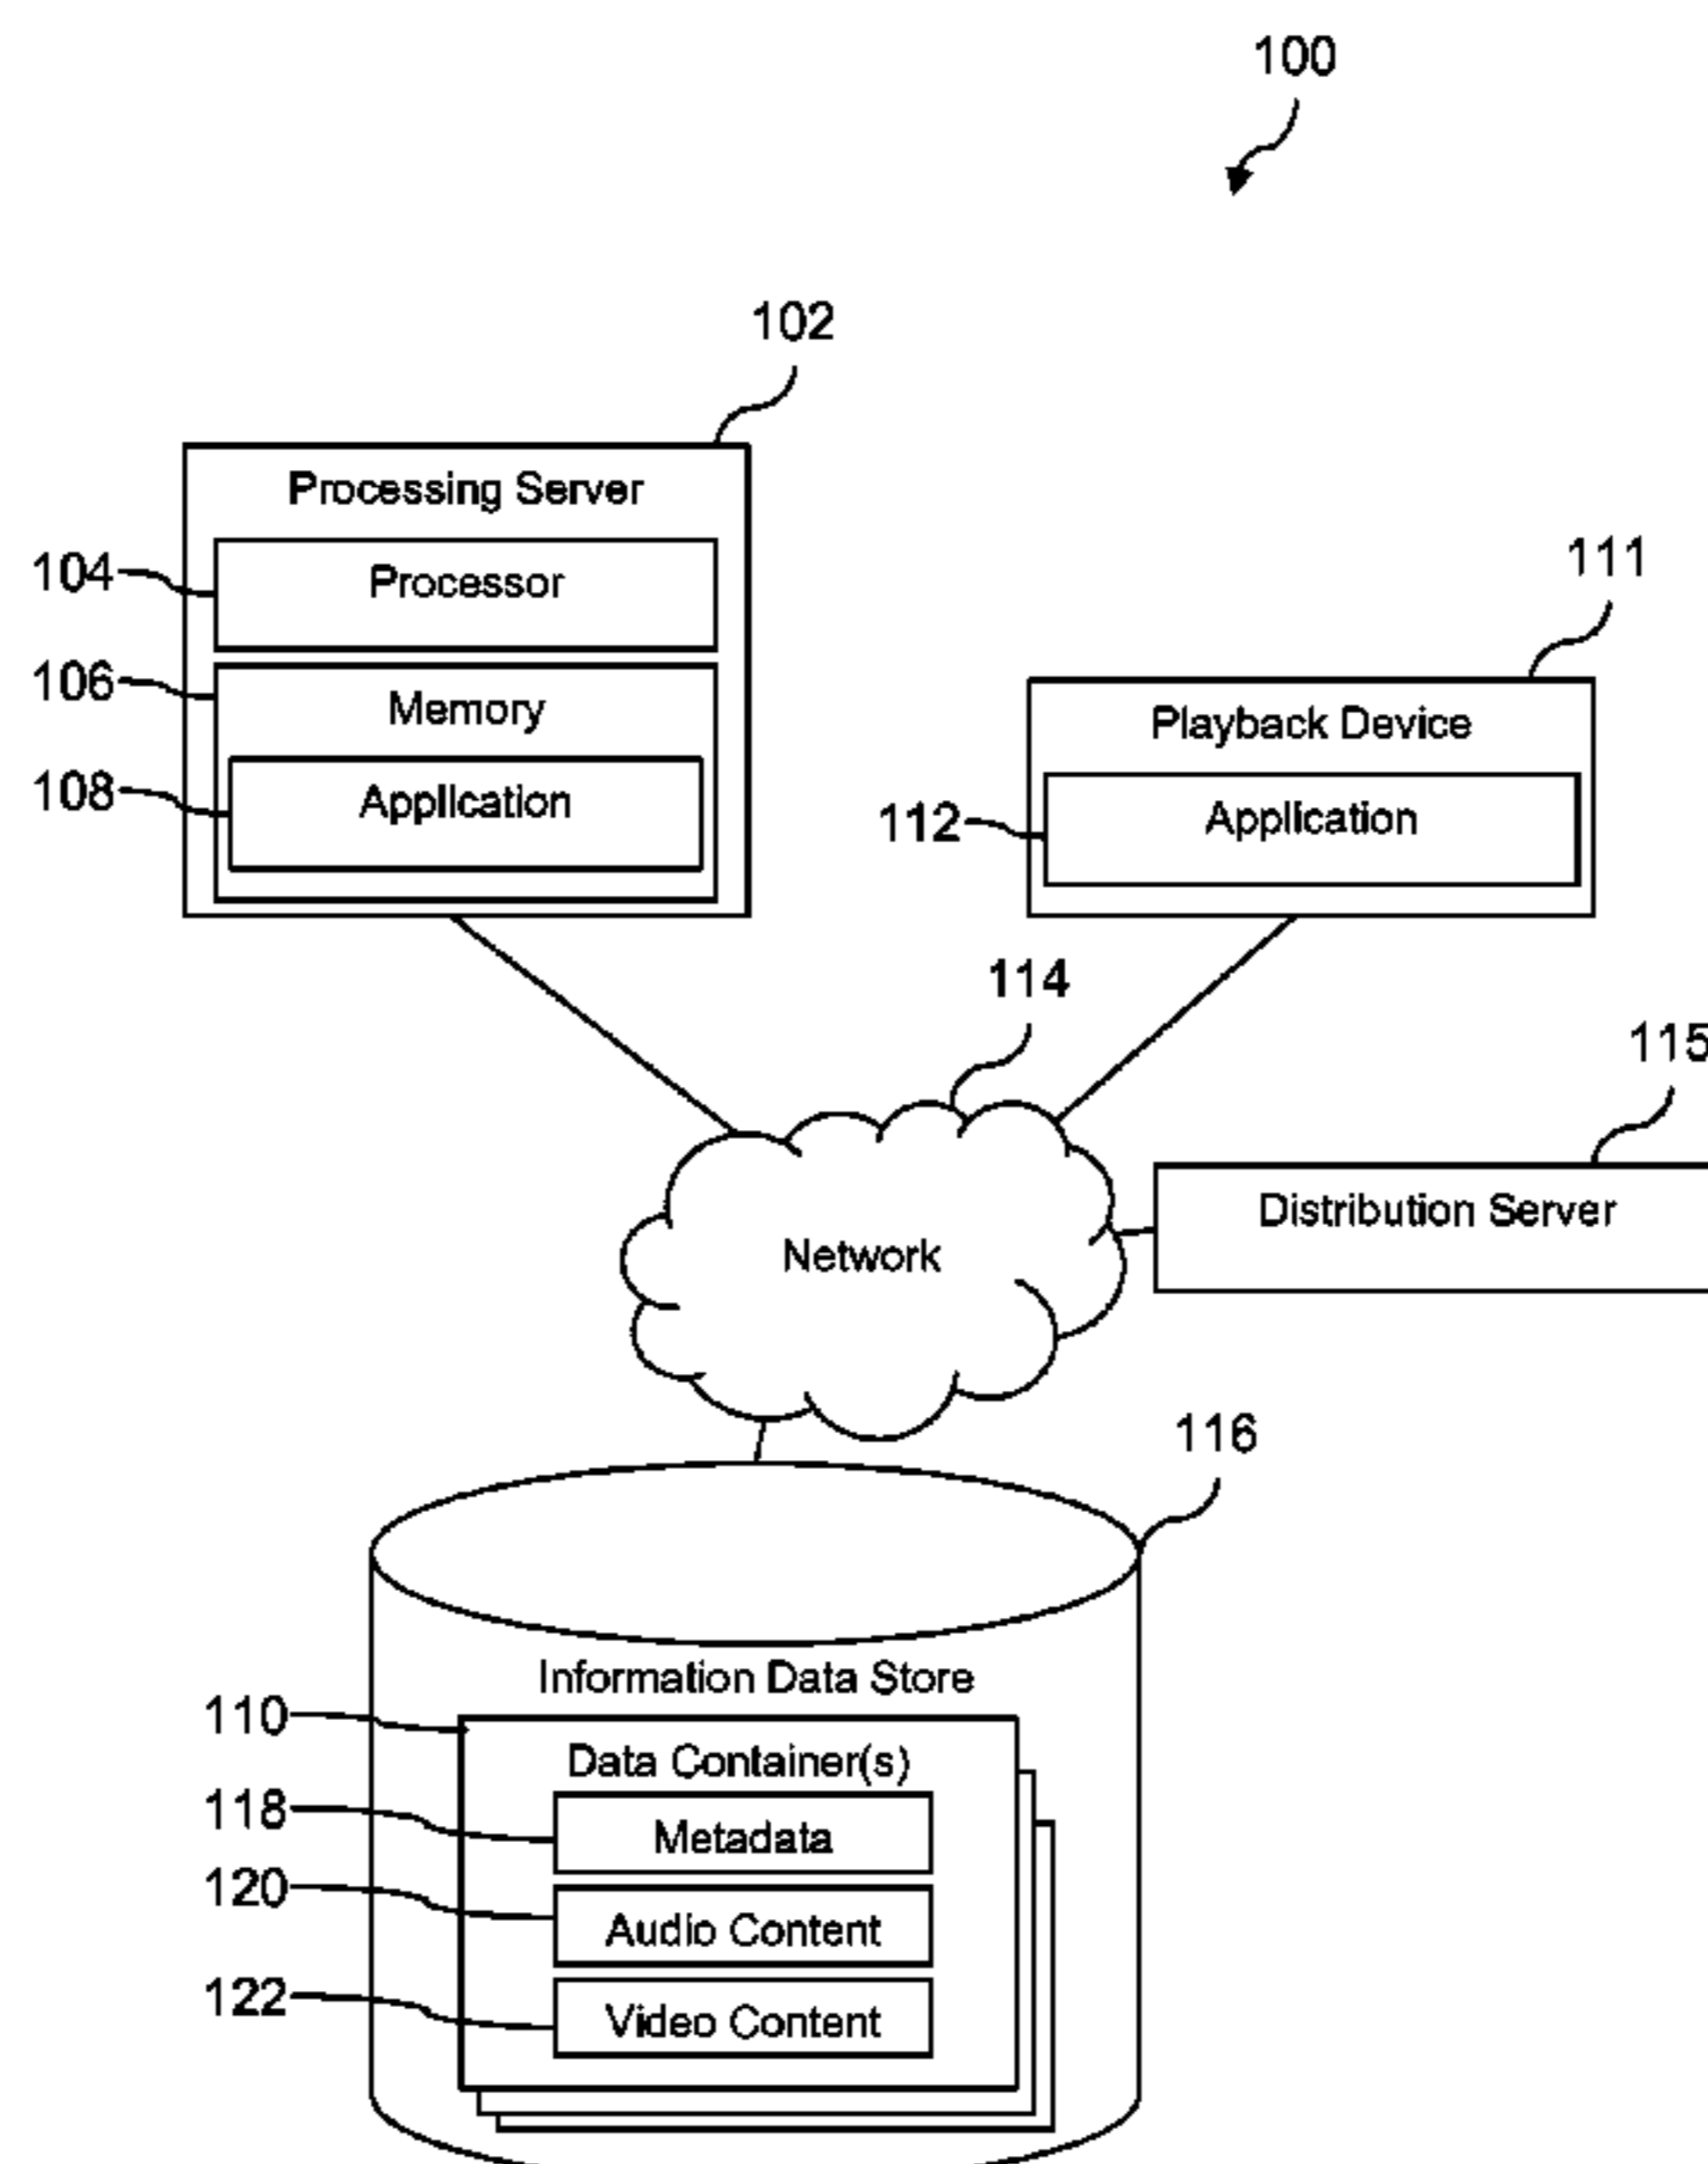 100
102
Processing Server
104
Processor
106
Memory
108
Application
111
Playback Device
112
Application
114
115
Network
Distribution Server
116
Information Data Store
110
Data Container(s)
118
Metadata
120
Audio Content
122
Video Content